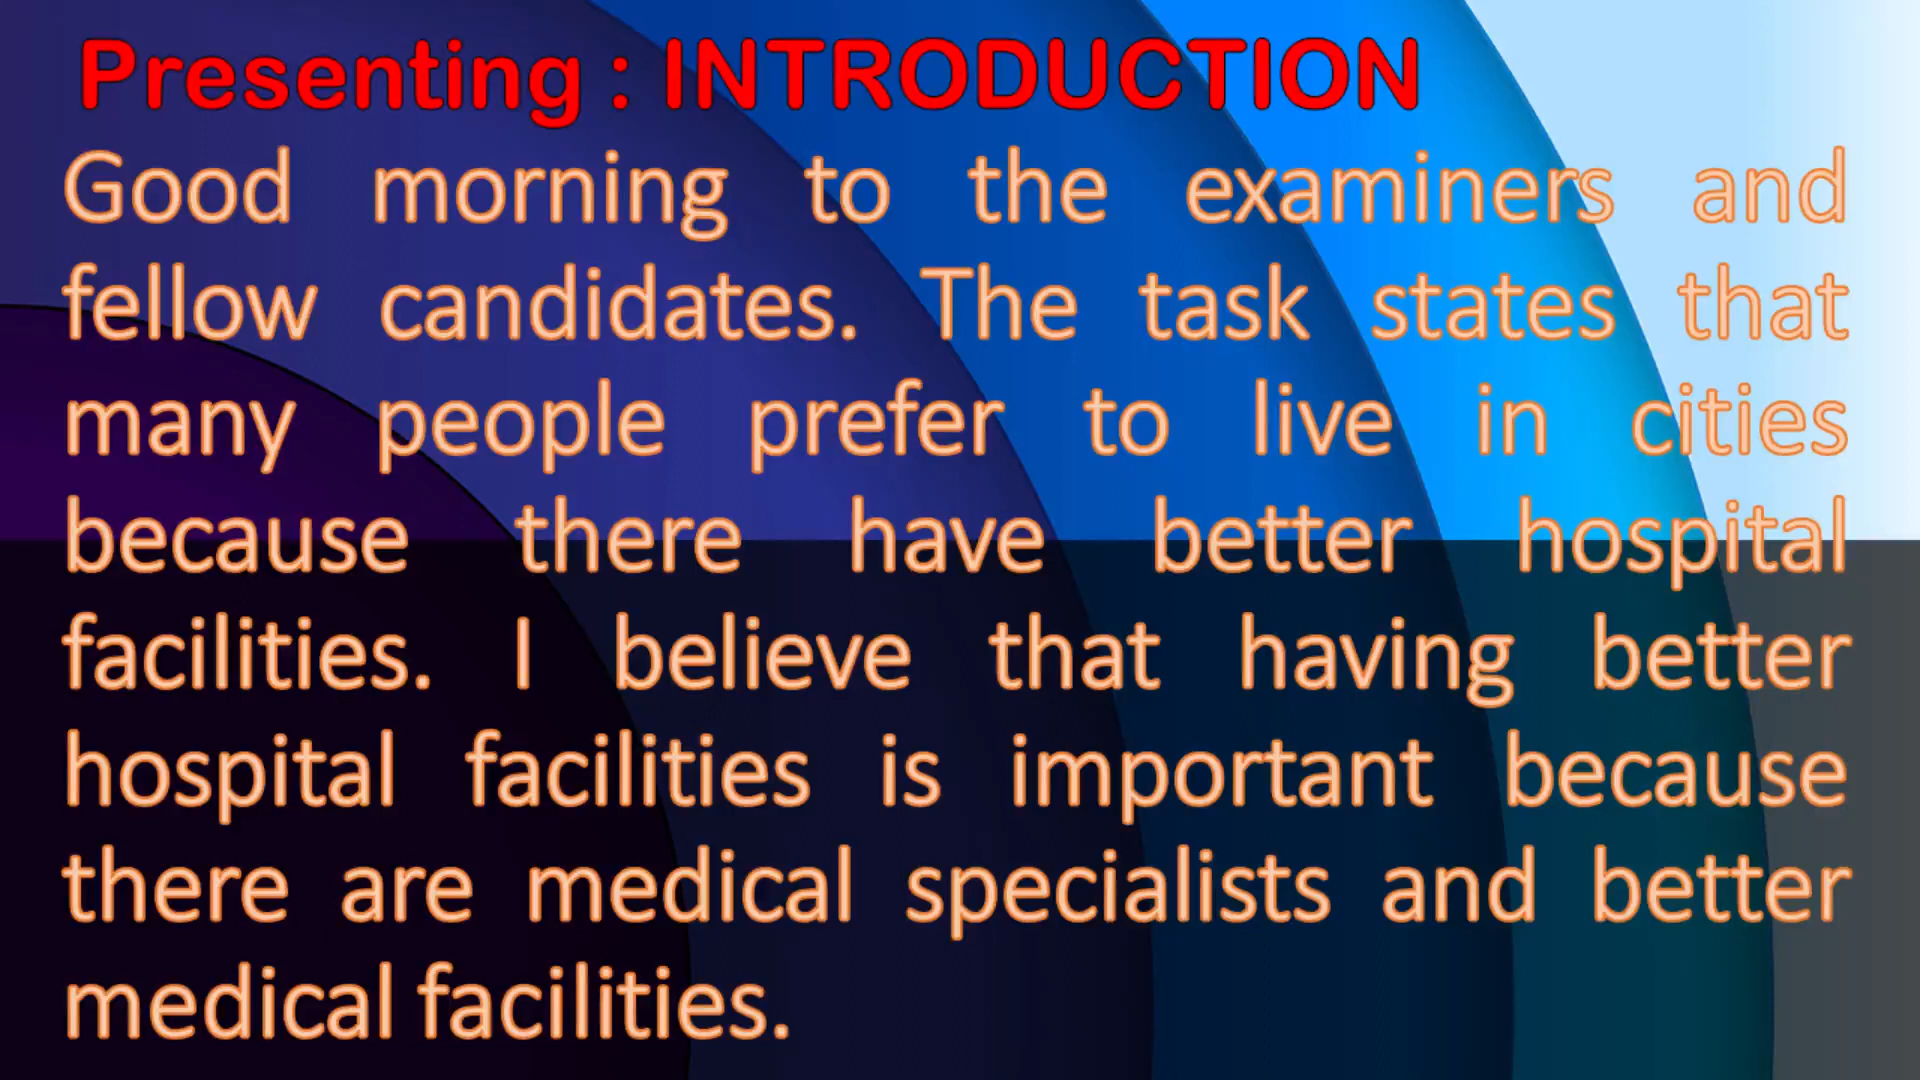 Presenting : INTRODUCTION
Good morning to the examiners and
fellow candidates. The task states that
many people prefer to live in cities
because there have better hospital
facilities. I believe that having better
hospital facilities is important because
there are medical specialists and better
medical facilities.